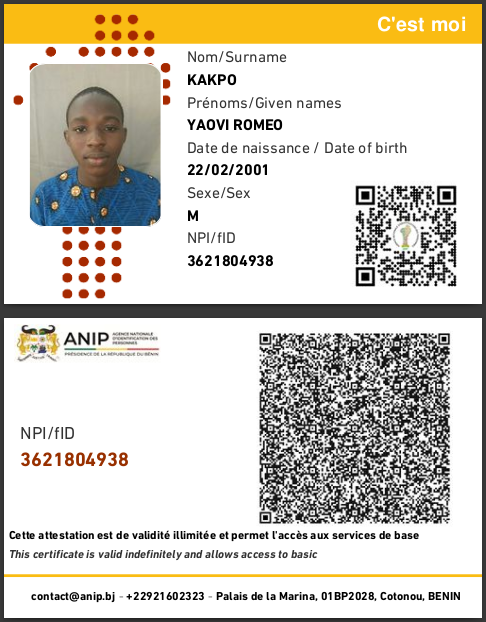 C'est moi
Nom/Surname
KAKPO
Prénoms/Given names
YAOVI ROMEO
Date de naissance / Date of birth
22/02/2001
Sexe/Sex
M
NPI/fID
3621804938
ANIP
AGENCE NATIONALE
D'IDENTIFICATION DES
PERSONNES
PRÉSIDENCE DE LA RÉPUBLIQUE DU BÉNIN
NPI/fID
3621804938
Cette attestation est de validité illimitée et permet l'accès aux services de base
This certificate is valid indefinitely and allows access to basic
contact@anip.bj - +22921602323 - Palais de la Marina, 01BP2028, Cotonou, BENIN